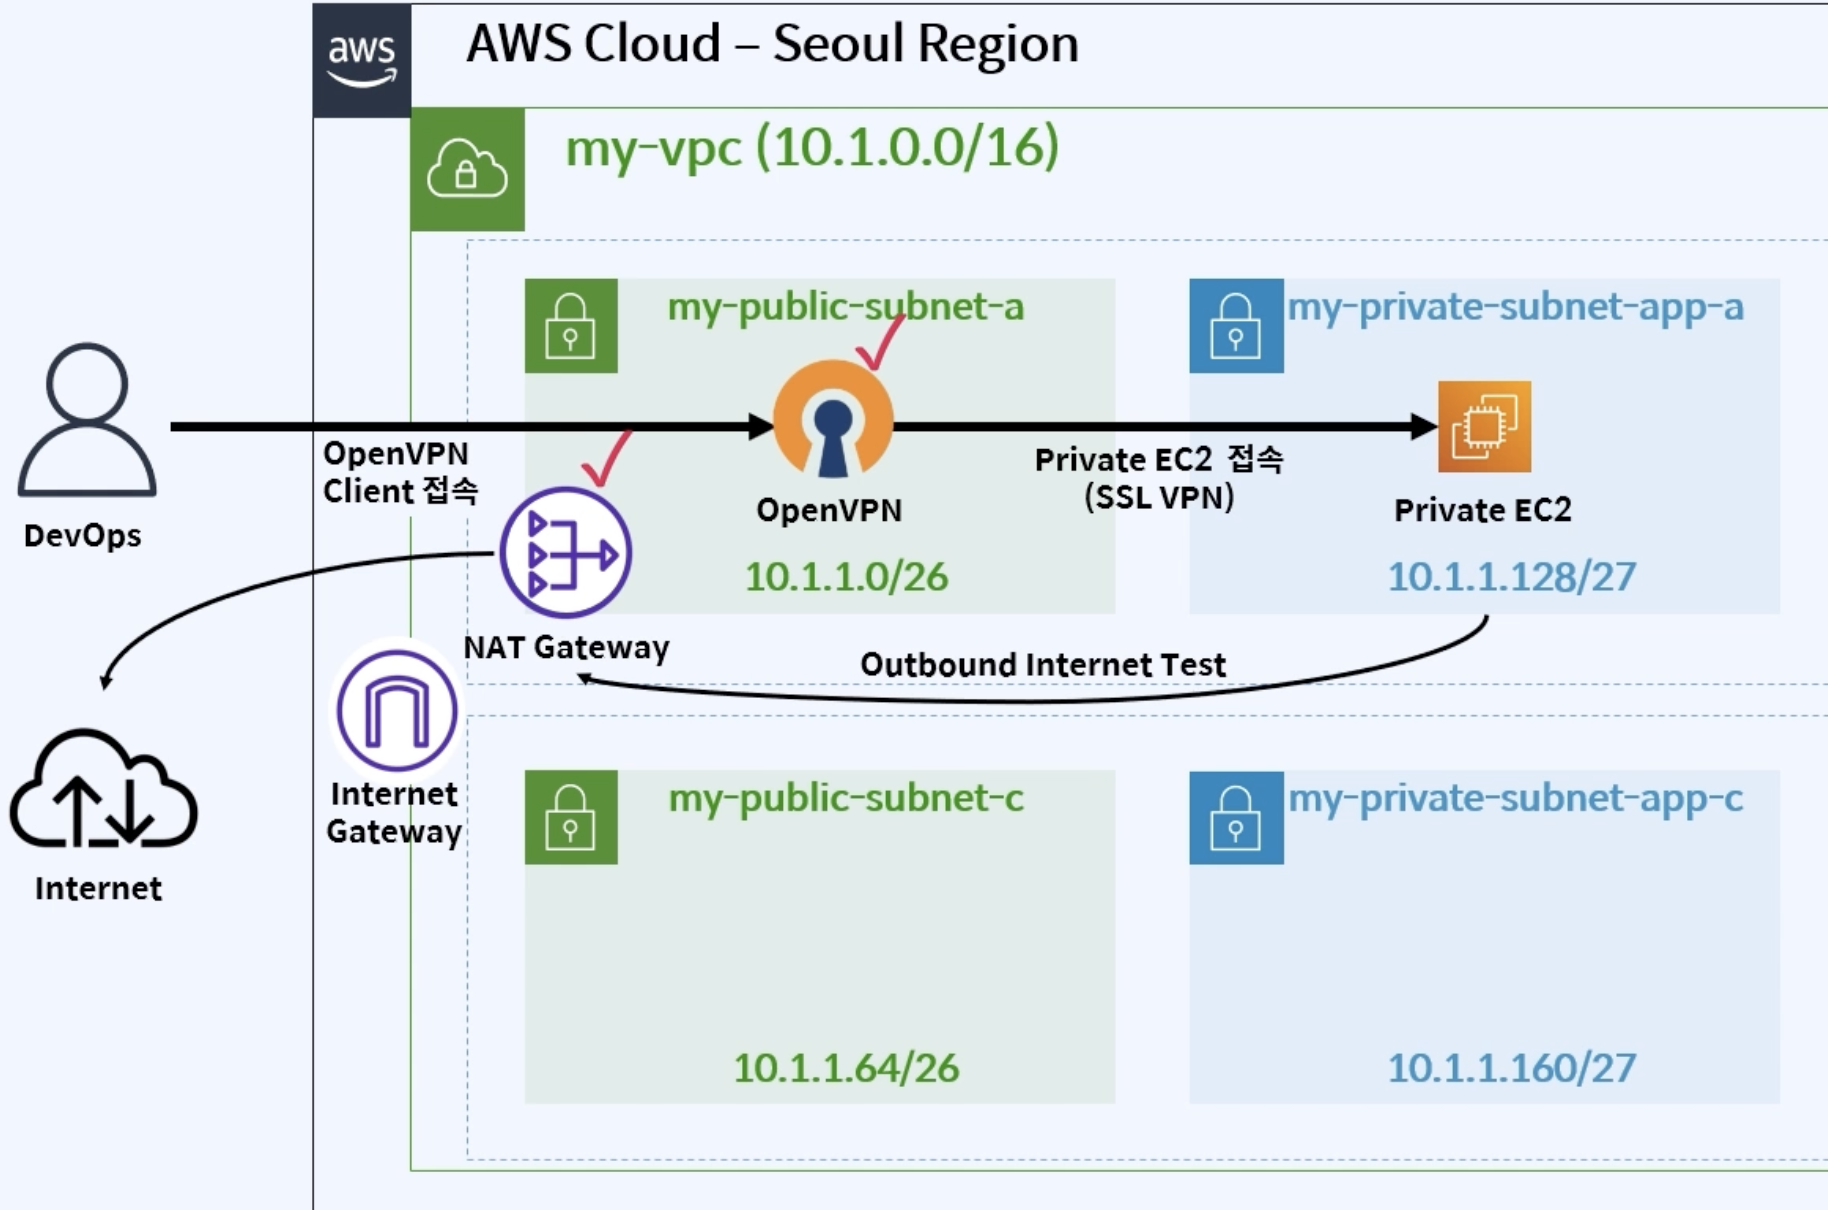 aws
AWS Cloud – Seoul Region
my-vpc (10.1.0.0/16)
my-public-subnet-a
my-private-subnet-app-a
OpenVPN
Client 접속
Private EC2 접속
(SSL VPN)
DevOps
OpenVPN
Private EC2
10.1.1.0/26
10.1.1.128/27
NAT Gateway
Outbound Internet Test
Internet
Gateway
my-public-subnet-c
my-private-subnet-app-c
Internet
10.1.1.64/26
10.1.1.160/27